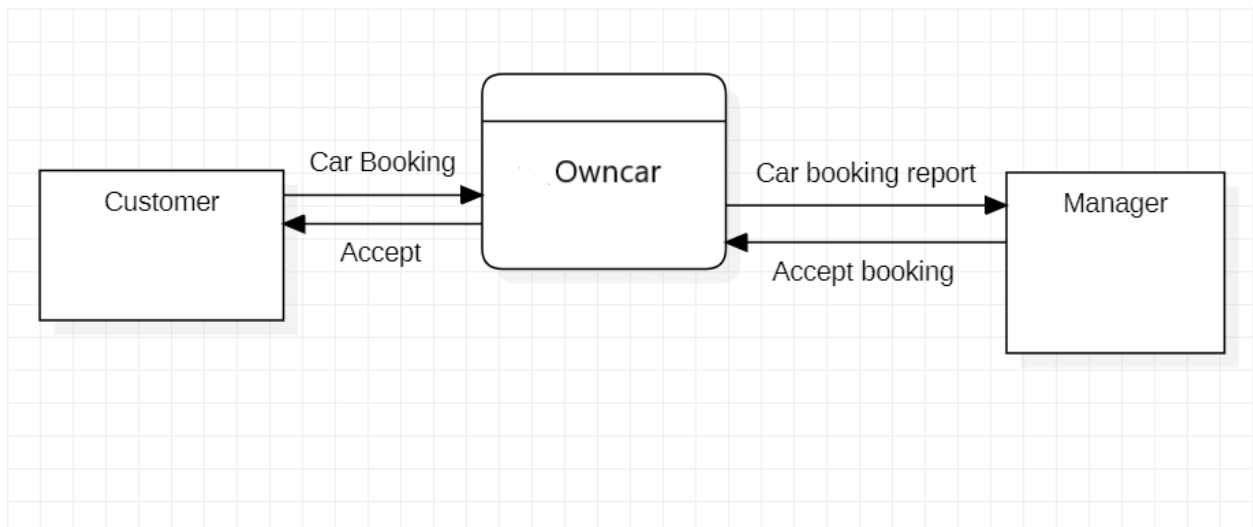 Car Booking
Customer
Accept
Owncar
Car booking report
Manager
Accept booking